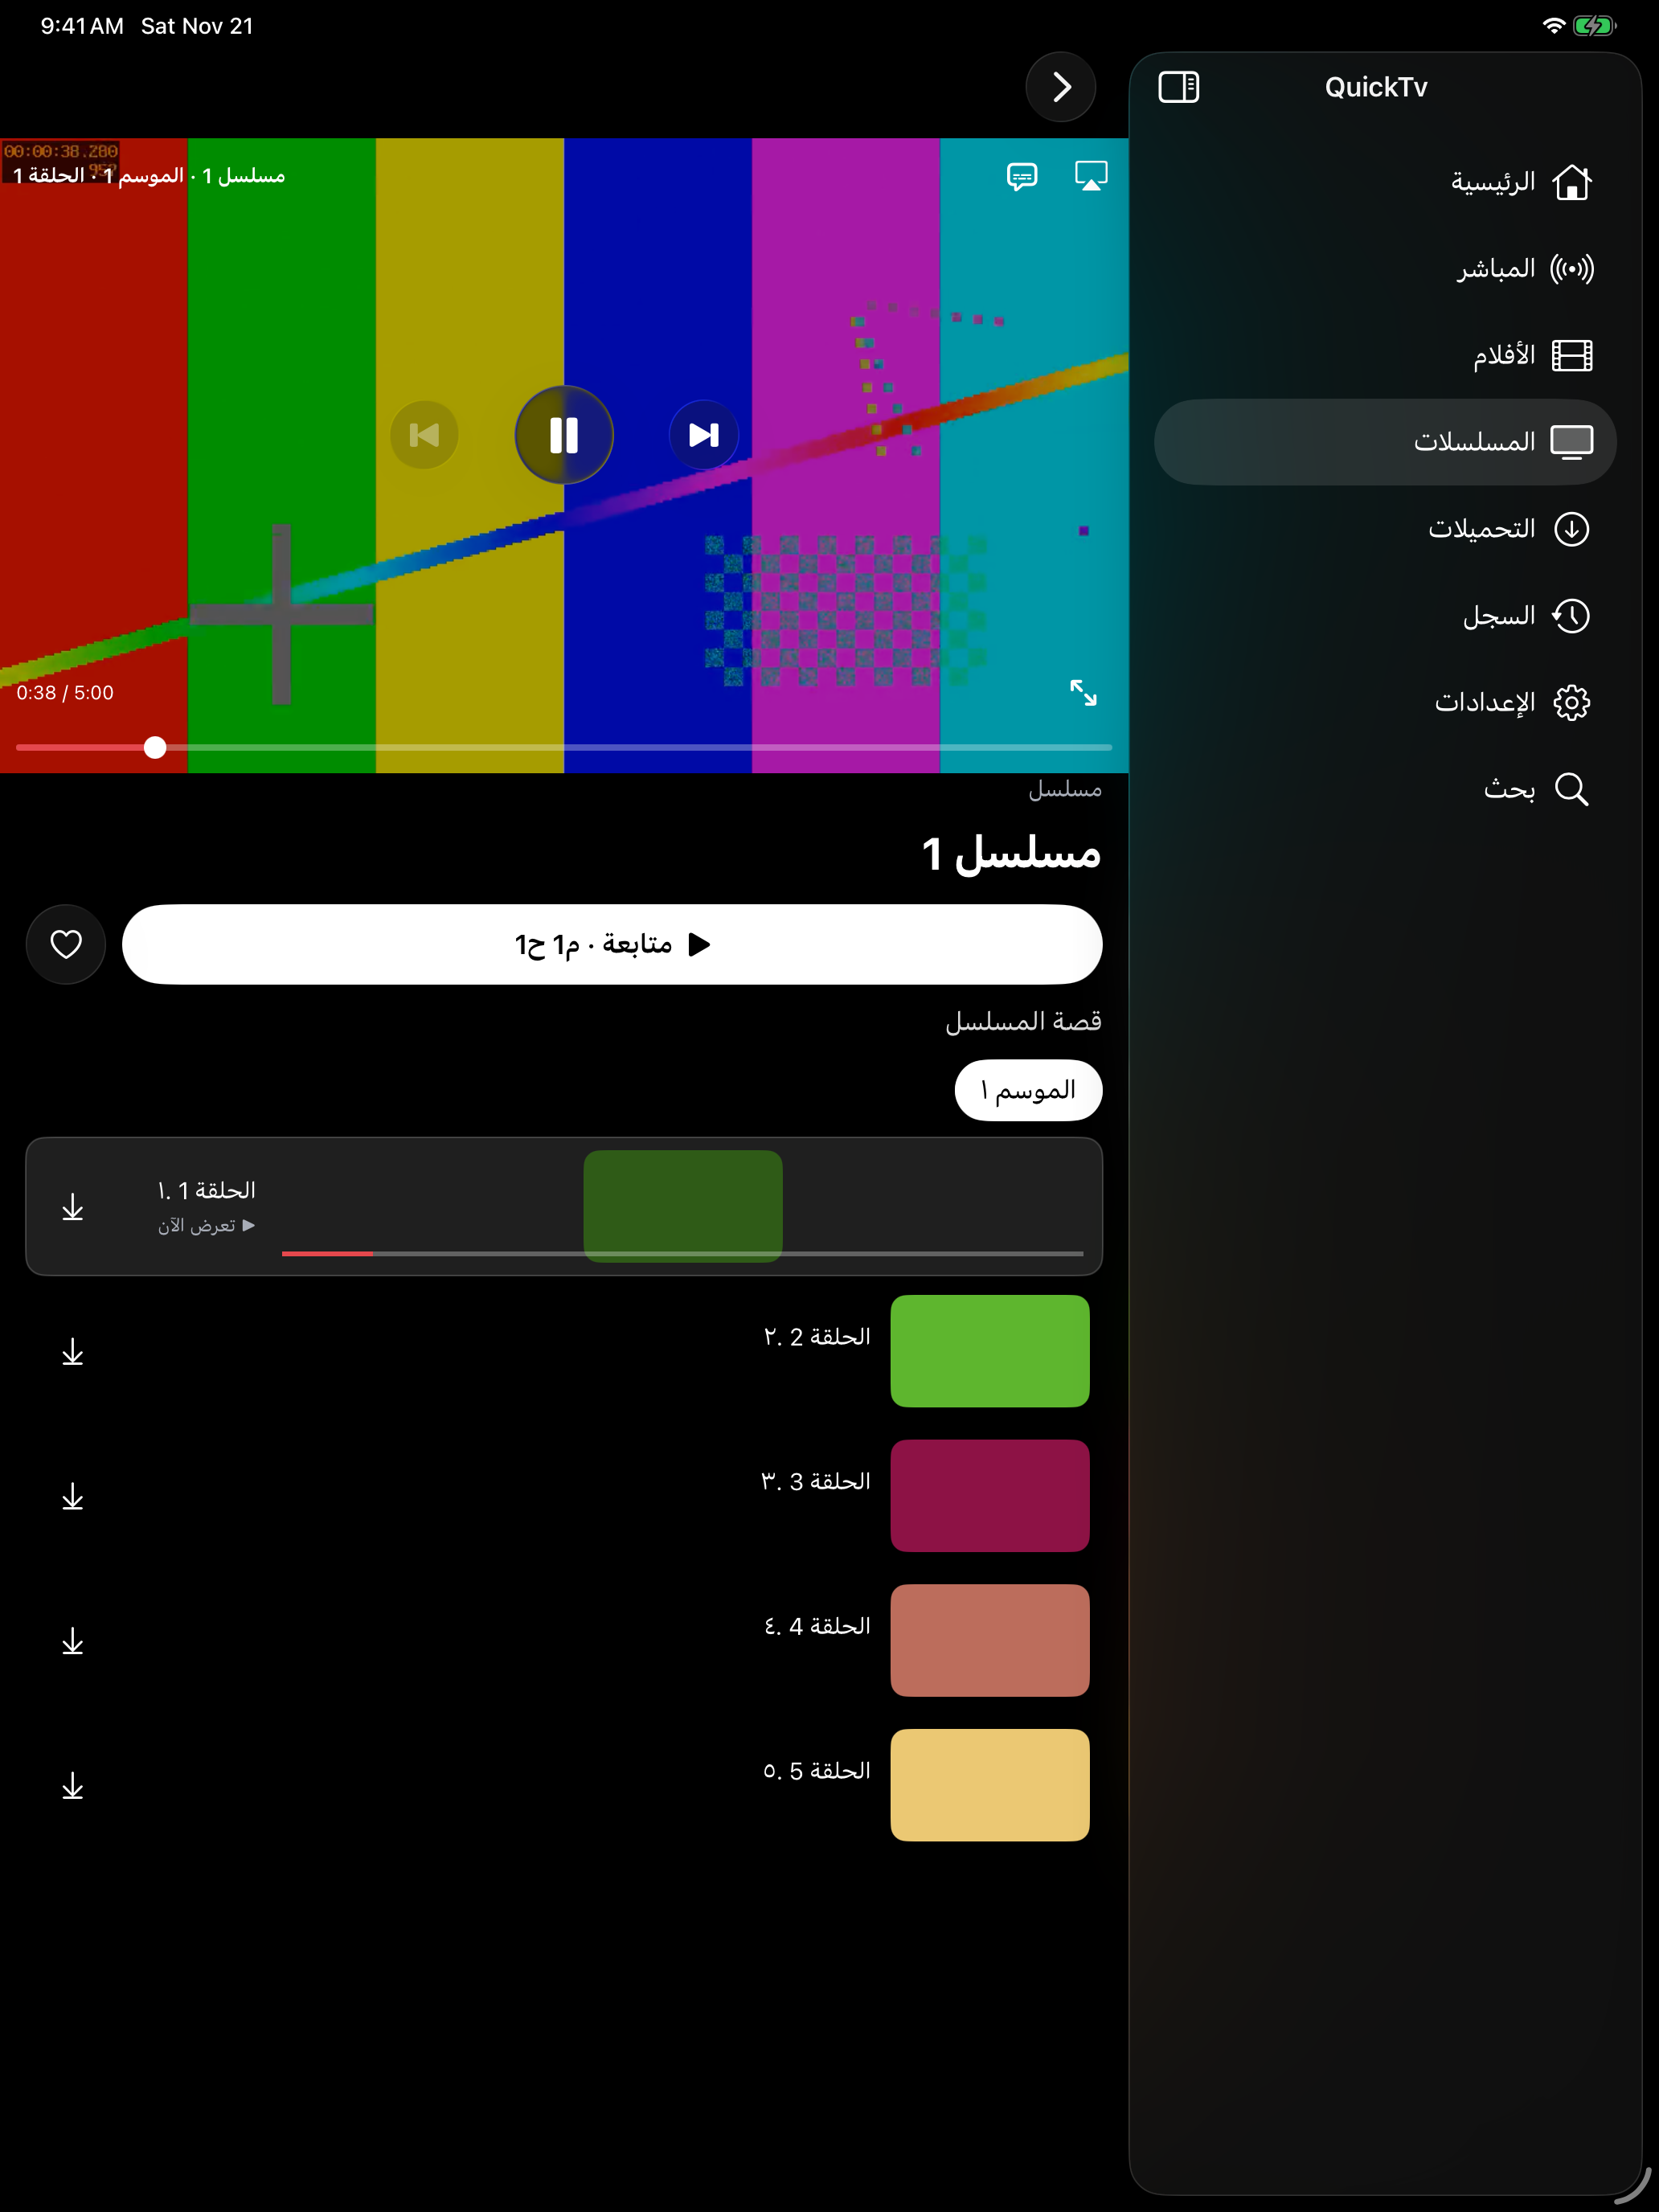 9:41 AM Sat Nov 21
QuickTv
الرئيسية
المباشر
الأفلام
المسلسلات
التحميلات
السجل
الإعدادات
بحث
00:00:38.280
957
مسلسل 1 · الموسم 1 · الحلقة 1
0:38 / 5:00
مسلسل
مسلسل 1
متابعة · م1 ح1
قصة المسلسل
الموسم ١
١. الحلقة 1
تعرض الآن
٢. الحلقة 2
٣. الحلقة 3
٤. الحلقة 4
٥. الحلقة 5